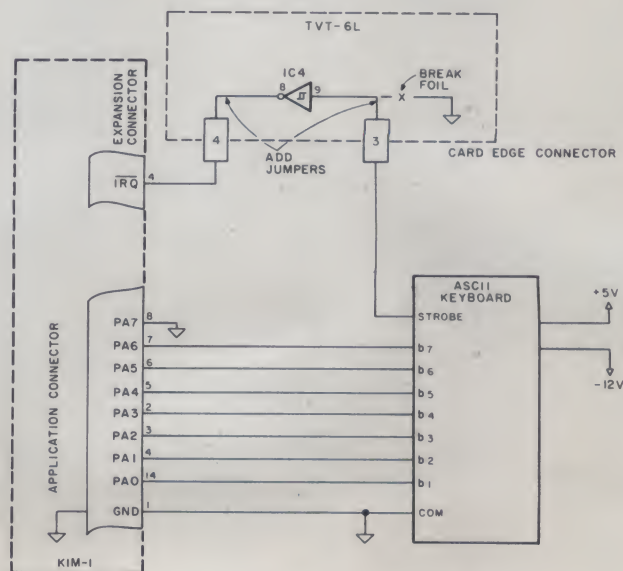 TVT-6L
IC4
8
9
BREAK
FOIL
X
EXPANSION
CONNECTOR
4
3
ADD
JUMPERS
CARD EDGE CONNECTOR
IRQ
4
ASCII
KEYBOARD
+5V
-12V
STROBE
APPLICATION CONNECTOR
PA7
8
PA6
7
b7
PA5
6
b6
PA4
5
b5
PA3
2
b4
PA2
3
b3
PA1
4
b2
PA0
14
b1
GND
1
COM
KIM-1